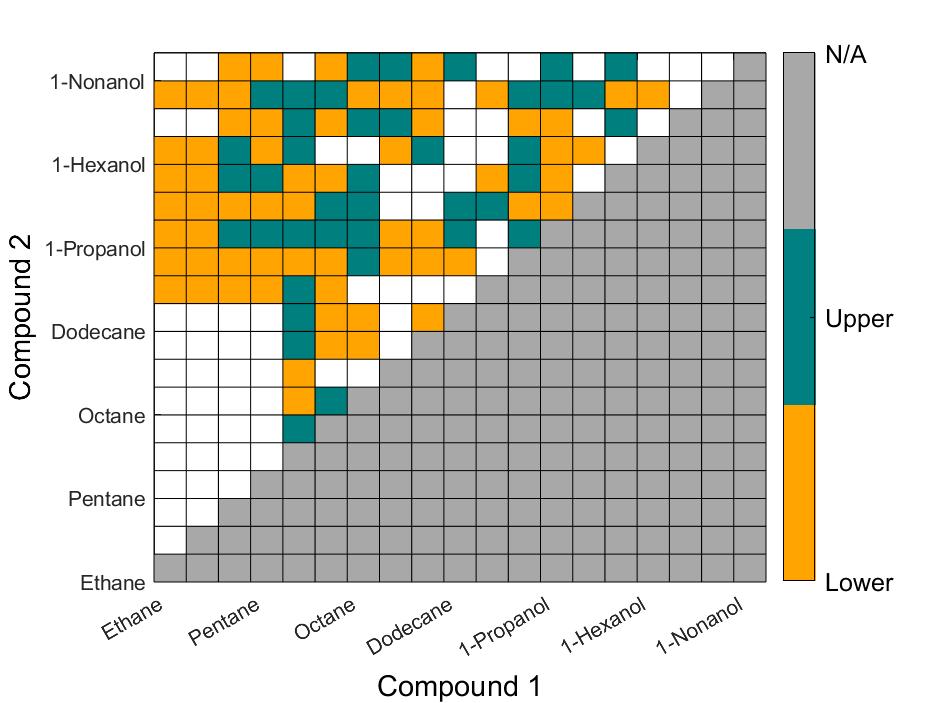 N/A
1-Nonanol
1-Hexanol
1-Propanol
Upper
Dodecane
Octane
Pentane
Ethane
Lower
Compound 2
Ethane
Pentane
Octane
Dodecane
1-Propanol
1-Hexanol
1-Nonanol
Compound 1